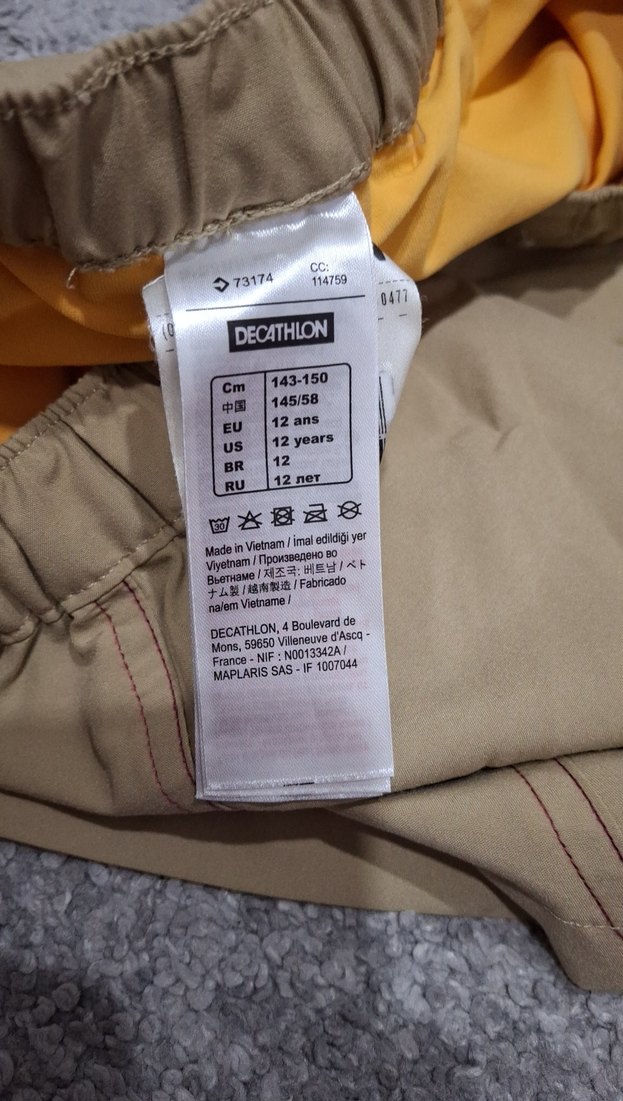 73174
CC:
114759
0477
DECATHLON
Cm 143-150
中国 145/58
EU 12 ans
US 12 years
BR 12
RU 12 лет
30
Made in Vietnam / İmal edildiği yer
Viyetnam / Произведено во
Вьетнаме / 제조국: 베트남 / ベト
ナム製 / 越南製造 / Fabricado
na/em Vietname /
DECATHLON, 4 Boulevard de
Mons, 59650 Villeneuve d'Ascq -
France - NIF : N0013342A /
MAPLARIS SAS - IF 1007044